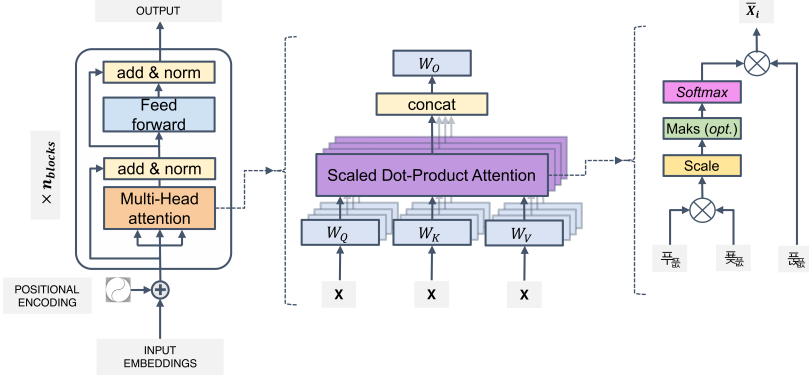 OUTPUT
add & norm
Feed
forward
add & norm
Multi-Head
attention
× n_blocks
POSITIONAL
ENCODING
+
INPUT
EMBEDDINGS
W_O
concat
Scaled Dot-Product Attention
W_Q
W_K
W_V
X
X
X
X̅_i
Softmax
Maks (opt.)
Scale